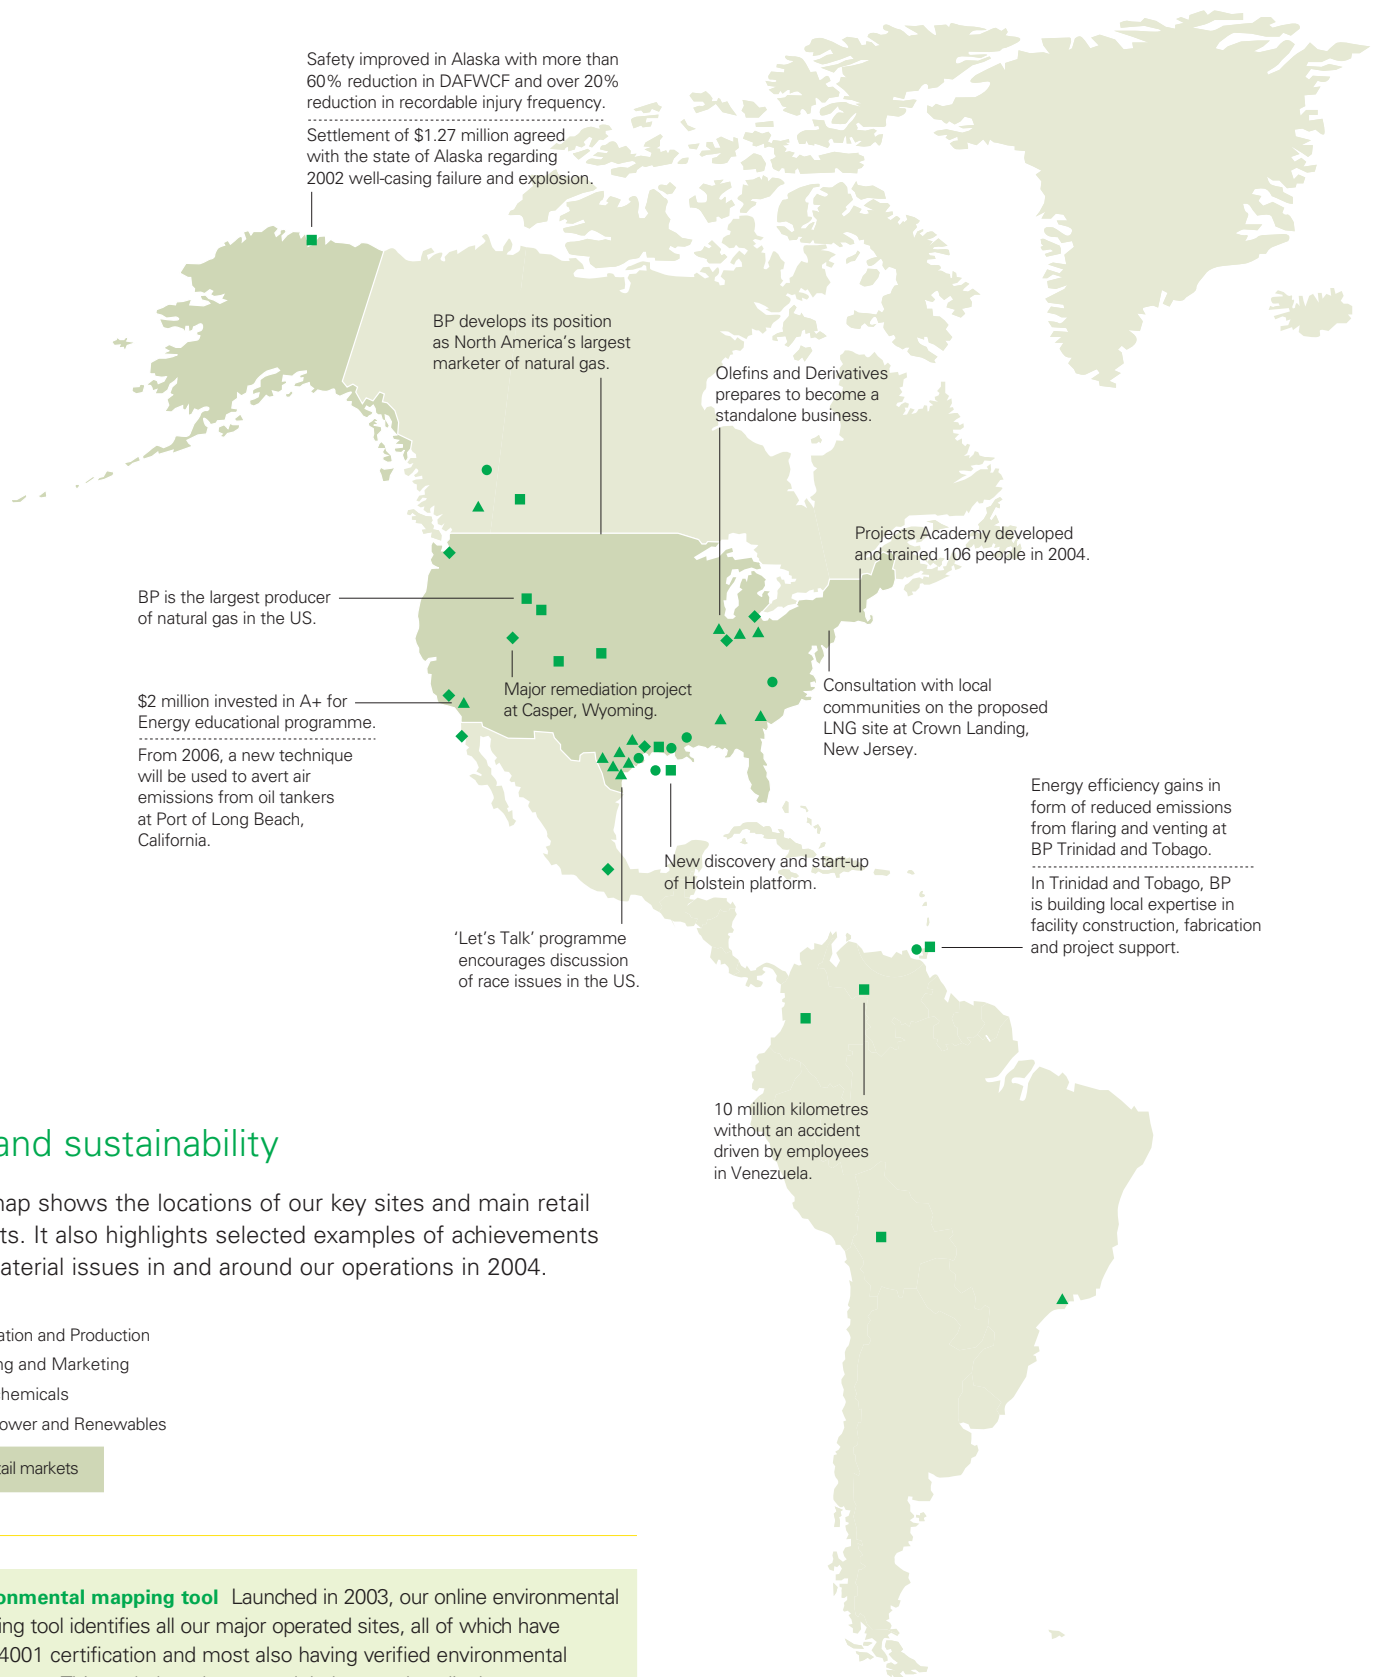 Safety improved in Alaska with more than
60% reduction in DAFWCF and over 20%
reduction in recordable injury frequency.
Settlement of $1.27 million agreed
with the state of Alaska regarding
2002 well-casing failure and explosion.
BP develops its position
as North America's largest
marketer of natural gas.
Olefins and Derivatives
prepares to become a
standalone business.
Projects Academy developed
and trained 106 people in 2004.
BP is the largest producer
of natural gas in the US.
$2 million invested in A+ for
Energy educational programme.
From 2006, a new technique
will be used to avert air
emissions from oil tankers
at Port of Long Beach,
California.
Major remediation project
at Casper, Wyoming.
Consultation with local
communities on the proposed
LNG site at Crown Landing,
New Jersey.
Energy efficiency gains in
form of reduced emissions
from flaring and venting at
BP Trinidad and Tobago.
In Trinidad and Tobago, BP
is building local expertise in
facility construction, fabrication
and project support.
New discovery and start-up
of Holstein platform.
'Let's Talk' programme
encourages discussion
of race issues in the US.
10 million kilometres
without an accident
driven by employees
in Venezuela.
and sustainability
map shows the locations of our key sites and main retail
ts. It also highlights selected examples of achievements
aterial issues in and around our operations in 2004.
ation and Production
ng and Marketing
hemicals
ower and Renewables
ail markets
onmental mapping tool Launched in 2003, our online environmental
ing tool identifies all our major operated sites, all of which have
4001 certification and most also having verified environmental